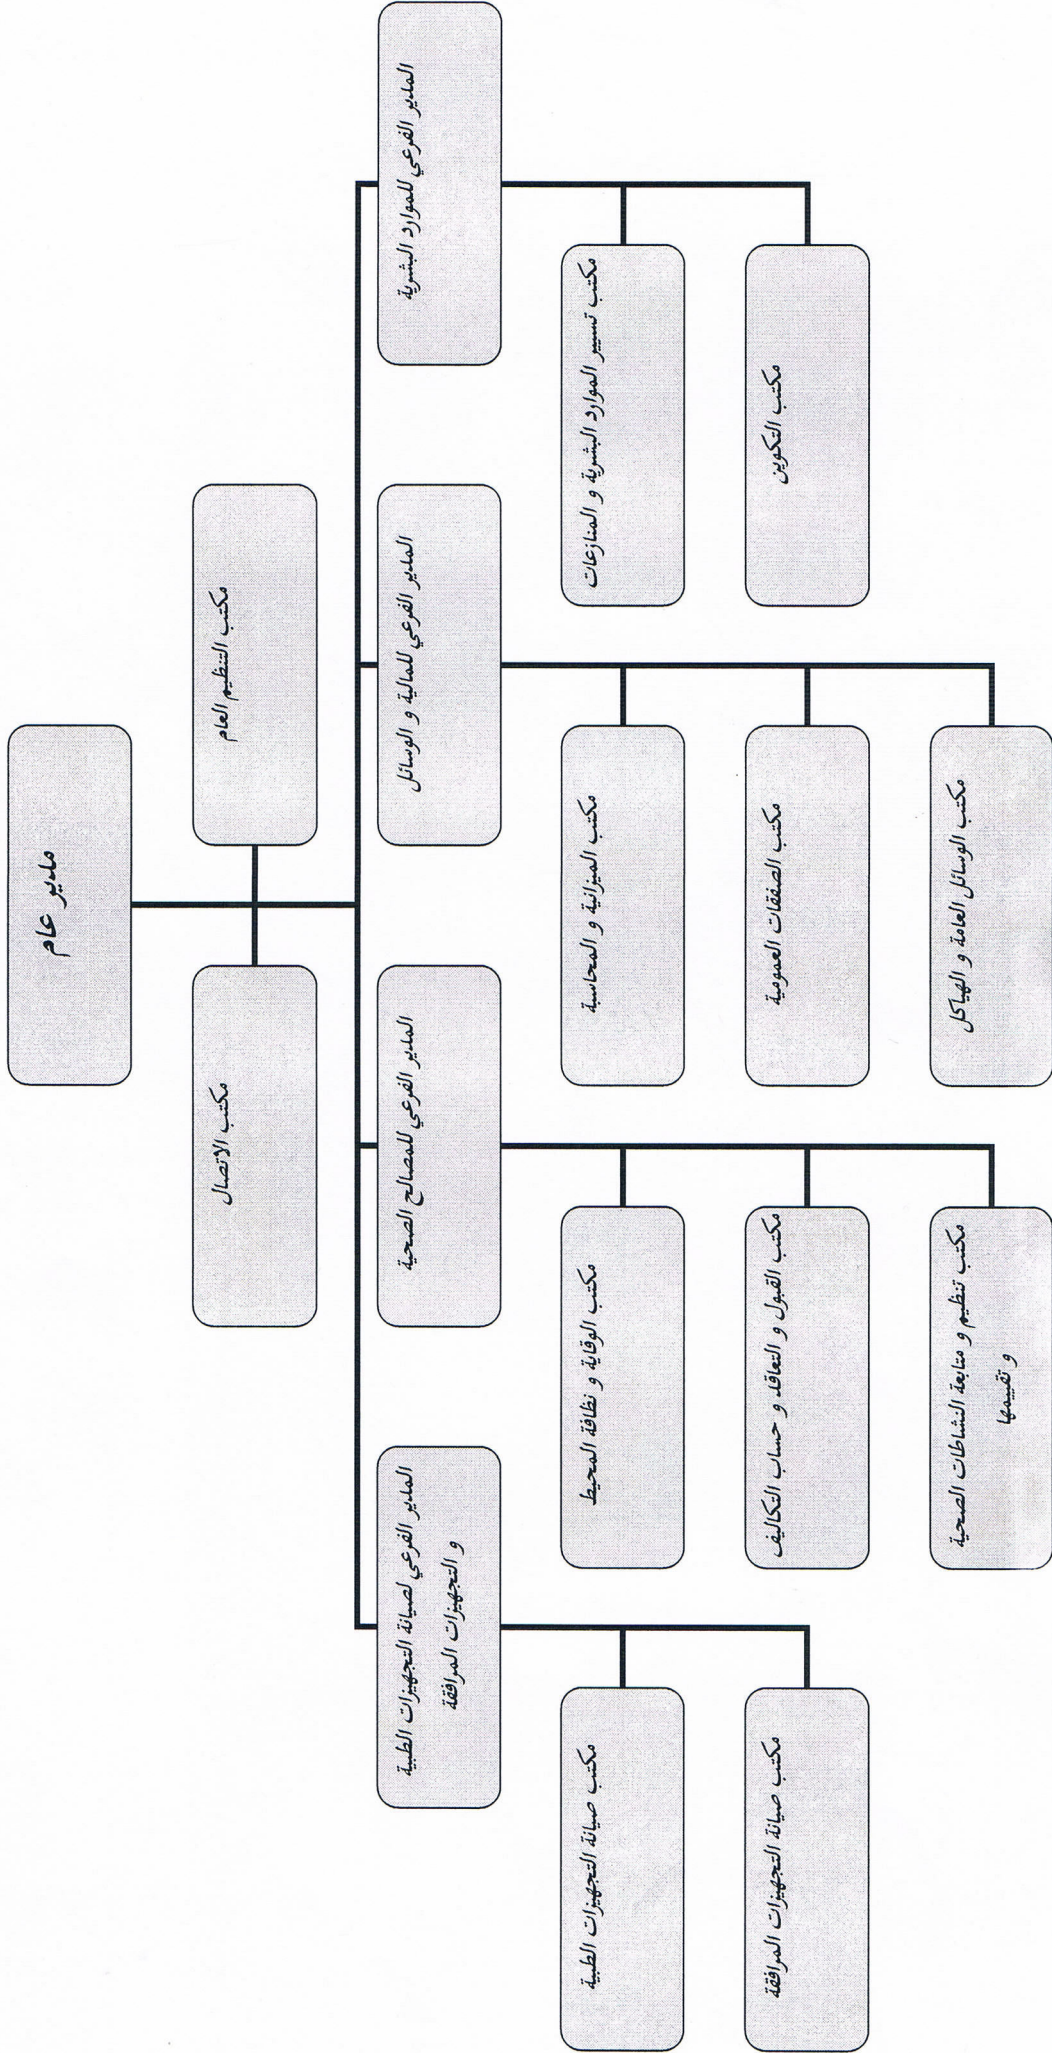 مدير عام
مكتب التنظيم العام
مكتب الاتصال
المدير الفرعي للموارد البشرية
المدير الفرعي للمالية و الوسائل
المدير الفرعي للمصالح الصحية
المدير الفرعي لصيانة التجهيزات الطبية
و التجهيزات المرافقة
مكتب تسيير الموارد البشرية و المنازعات
مكتب الميزانية و المحاسبة
مكتب الوقاية و نظافة المحيط
مكتب صيانة التجهيزات الطبية
مكتب التكوين
مكتب الصفقات العمومية
مكتب القبول و التعاقد و حساب التكاليف
مكتب صيانة التجهيزات المرافقة
مكتب الوسائل العامة و الهياكل
مكتب تنظيم و متابعة النشاطات الصحية
و تقييمها